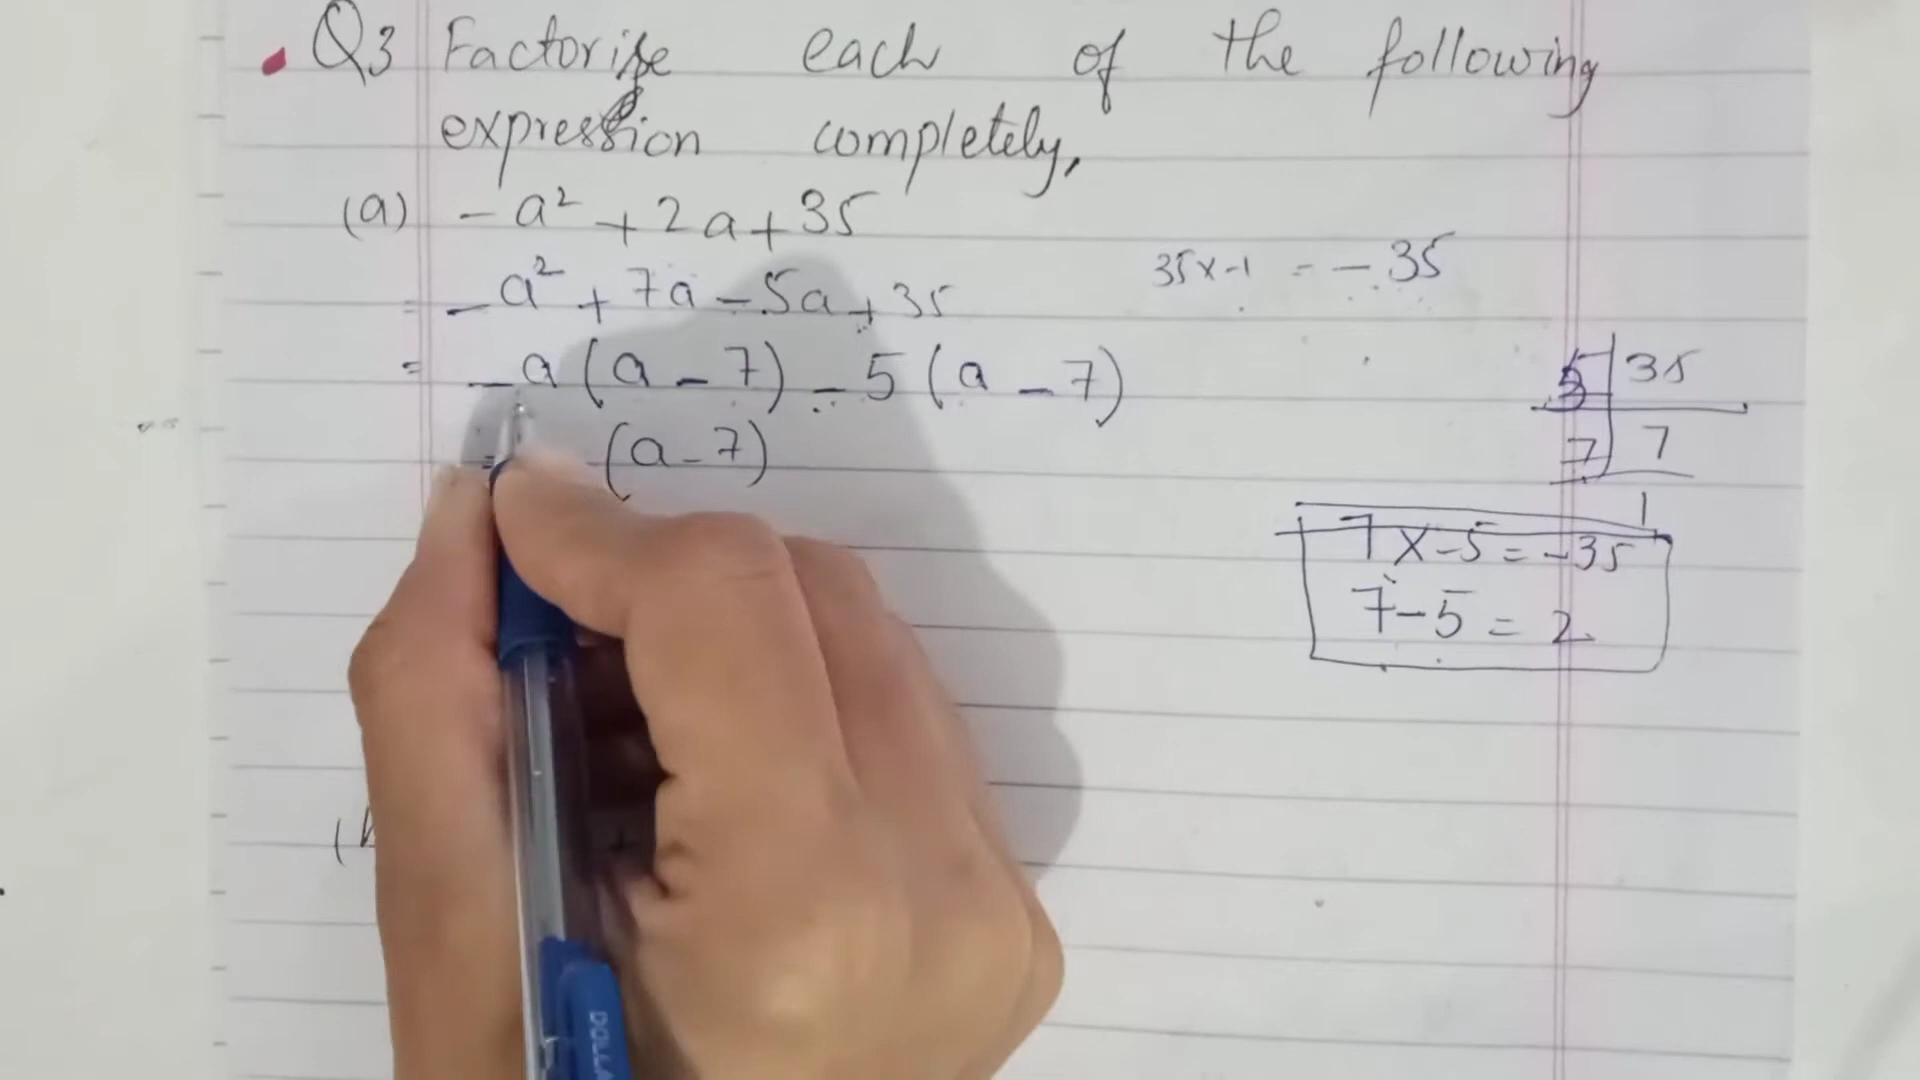 Q3 Factorise each of the following
expression completely,
(a) - a² + 2a + 35
= - a² + 7a - 5a + 35
35 x -1 = - 35
= - a (a - 7) - 5 (a - 7)
= (a - 7)
5 | 35
7 | 7
1
7 x - 5 = - 35
7 - 5 = 2
DOLLA